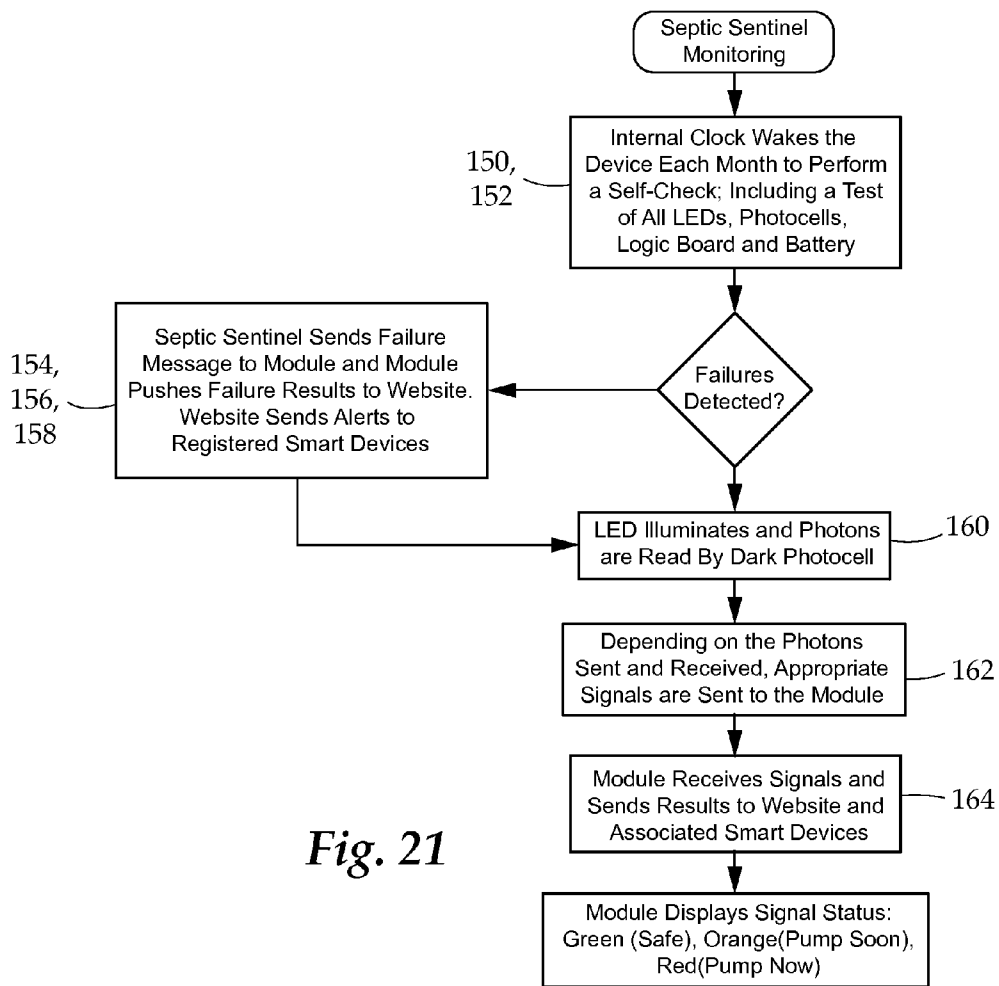 Septic Sentinel
Monitoring
150,
152
Internal Clock Wakes the
Device Each Month to Perform
a Self-Check; Including a Test
of All LEDs, Photocells,
Logic Board and Battery
154,
156,
158
Septic Sentinel Sends Failure
Message to Module and Module
Pushes Failure Results to Website.
Website Sends Alerts to
Registered Smart Devices
Failures
Detected?
LED Illuminates and Photons
are Read By Dark Photocell
160
Depending on the Photons
Sent and Received, Appropriate
Signals are Sent to the Module
162
Module Receives Signals and
Sends Results to Website and
Associated Smart Devices
164
Fig. 21
Module Displays Signal Status:
Green (Safe), Orange(Pump Soon),
Red(Pump Now)